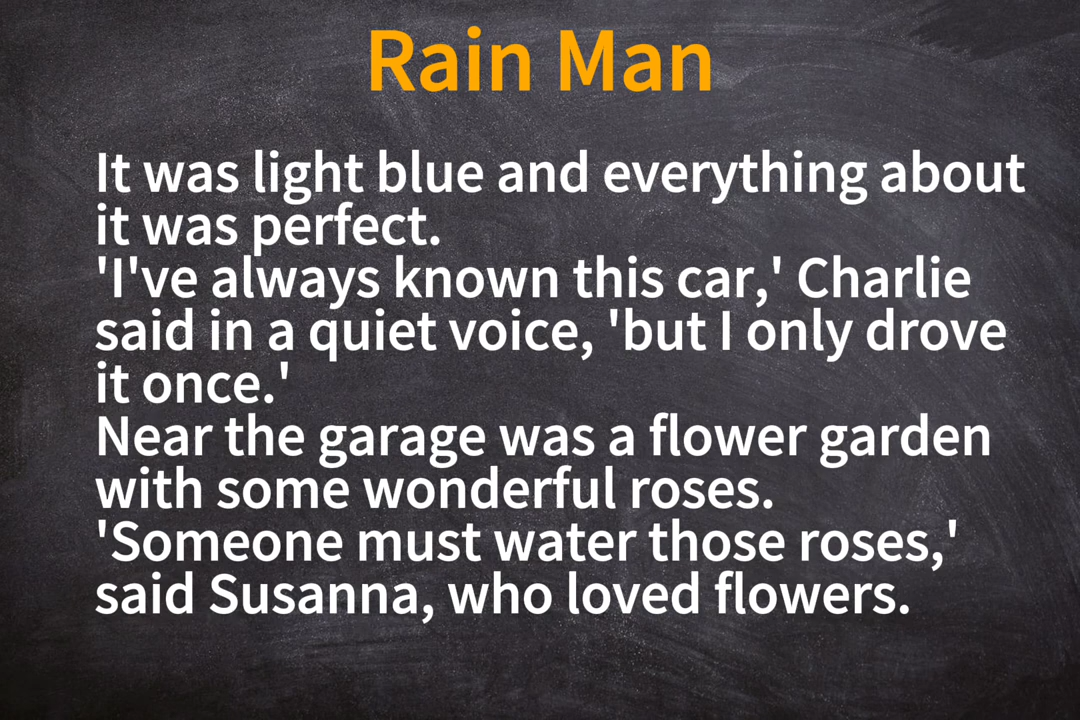 Rain Man
It was light blue and everything about
it was perfect.
'I've always known this car,' Charlie
said in a quiet voice, 'but I only drove
it once.'
Near the garage was a flower garden
with some wonderful roses.
'Someone must water those roses,'
said Susanna, who loved flowers.